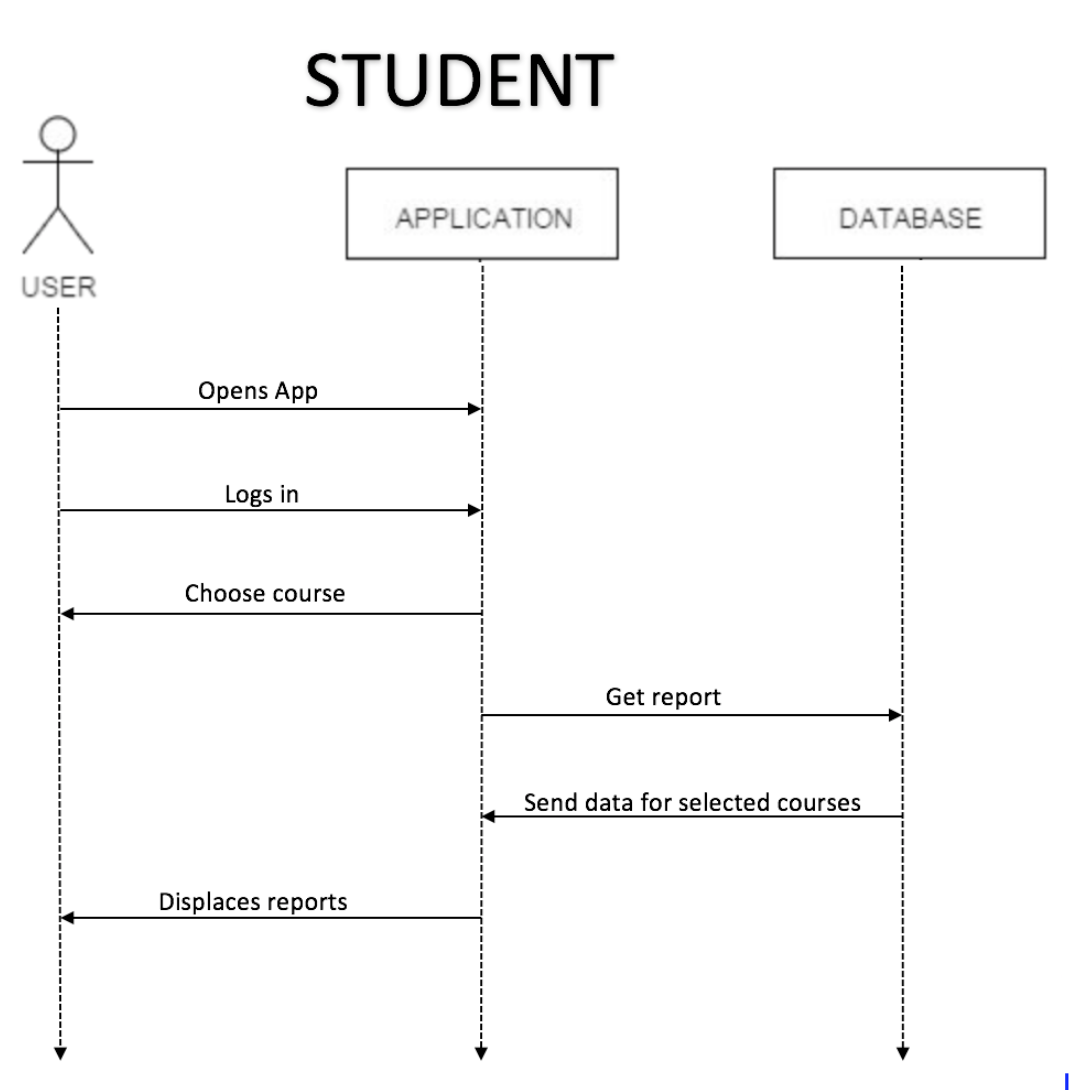 STUDENT
APPLICATION
DATABASE
USER
Opens App
Logs in
Choose course
Get report
Send data for selected courses
Displaces reports